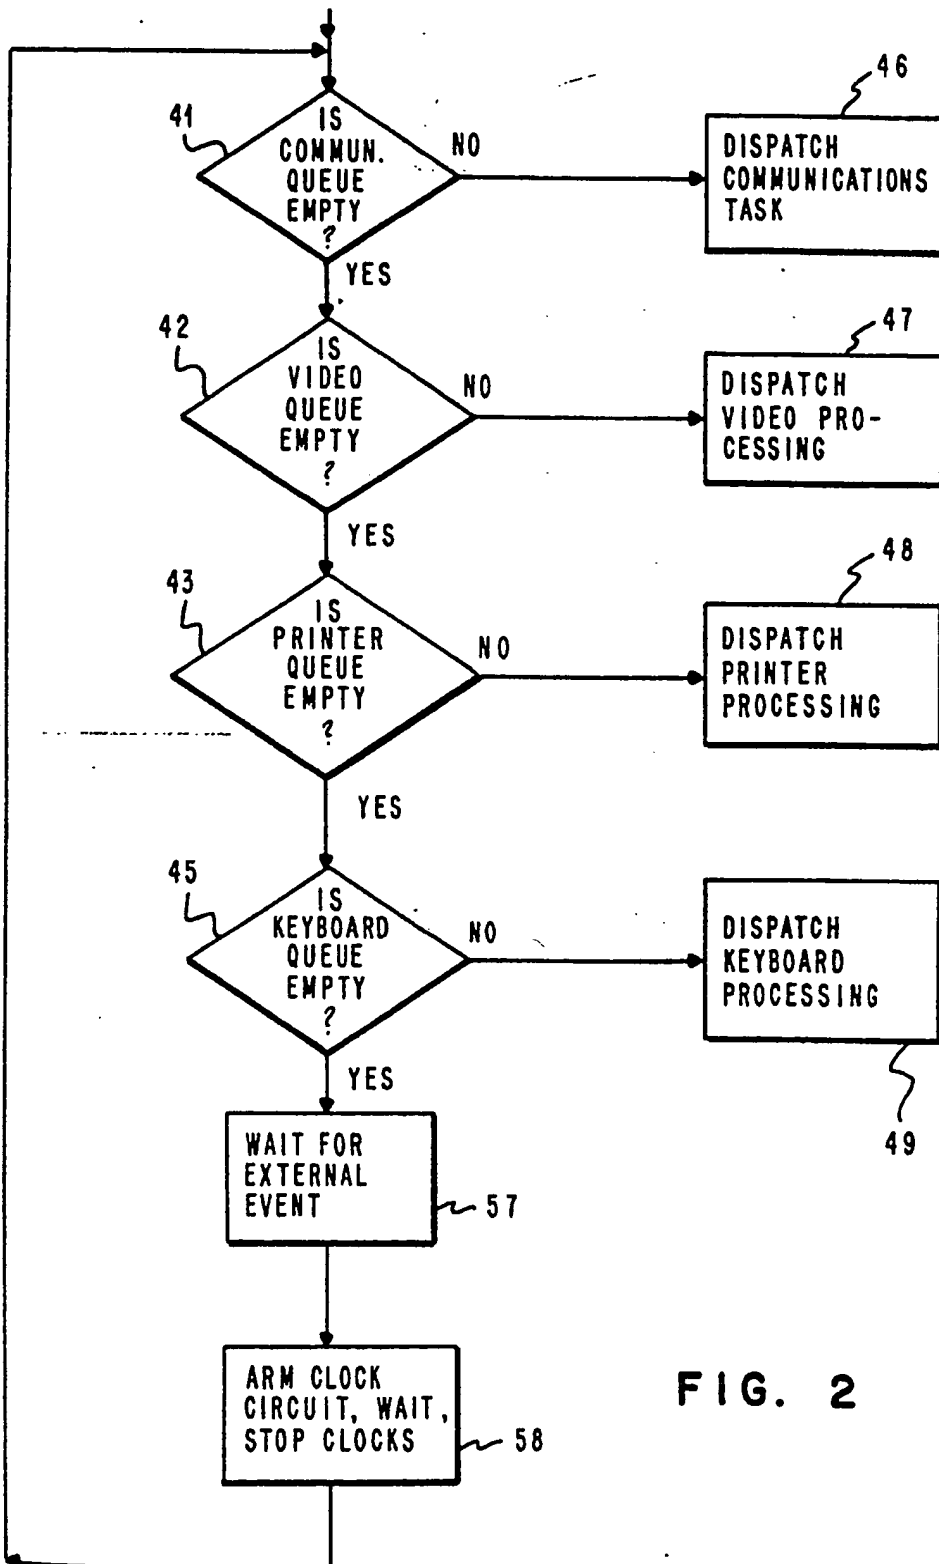 41
IS
COMMUN.
QUEUE
EMPTY
?
NO
YES
46
DISPATCH
COMMUNICATIONS
TASK
42
IS
VIDEO
QUEUE
EMPTY
?
NO
YES
47
DISPATCH
VIDEO PRO-
CESSING
43
IS
PRINTER
QUEUE
EMPTY
?
NO
YES
48
DISPATCH
PRINTER
PROCESSING
45
IS
KEYBOARD
QUEUE
EMPTY
?
NO
YES
DISPATCH
KEYBOARD
PROCESSING
49
WAIT FOR
EXTERNAL
EVENT
57
ARM CLOCK
CIRCUIT, WAIT,
STOP CLOCKS
58
FIG. 2